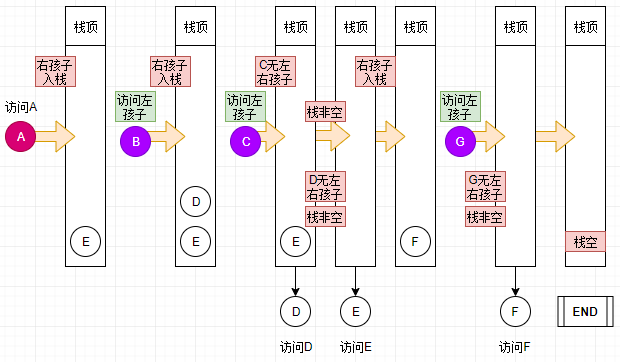 栈顶
栈顶
栈顶
栈顶
栈顶
栈顶
栈顶
右孩子
入栈
右孩子
入栈
C无左
右孩子
右孩子
入栈
访问A
访问左
孩子
访问左
孩子
栈非空
访问左
孩子
A
B
C
G
D无左
右孩子
G无左
右孩子
D
栈非空
栈非空
E
E
E
F
栈空
D
E
F
END
访问D
访问E
访问F